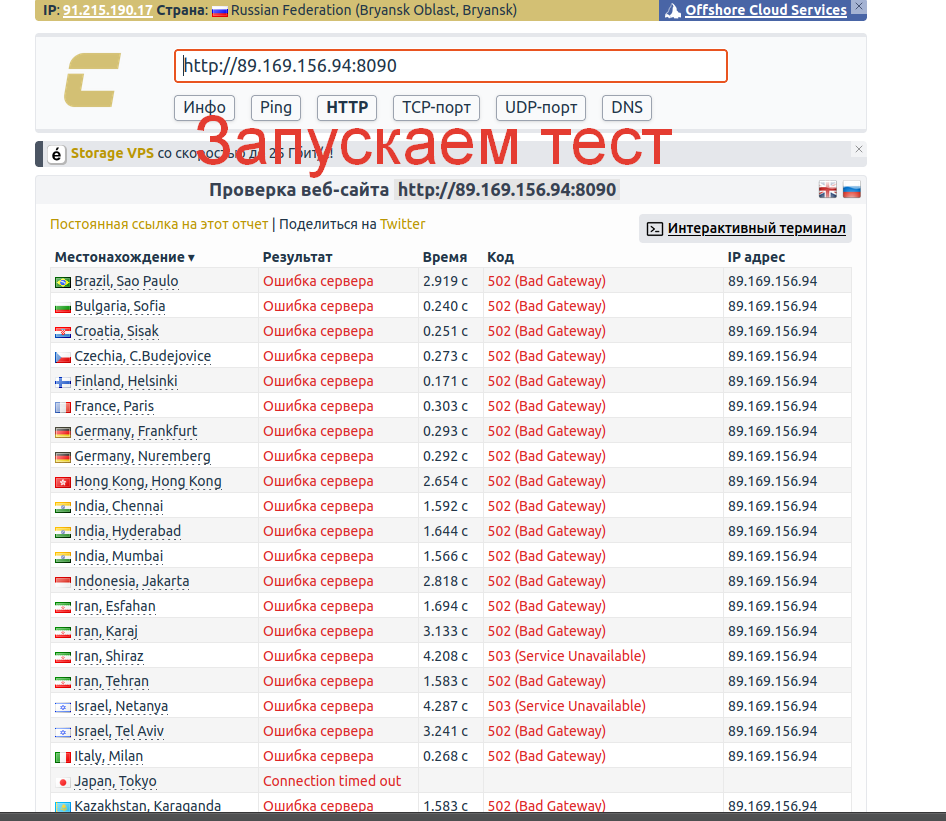 IP: 91.215.190.17 Страна: Russian Federation (Bryansk Oblast, Bryansk)
Offshore Cloud Services
http://89.169.156.94:8090
Инфо Ping HTTP TCP-порт UDP-порт DNS
Запускаем тест
é Storage VPS со скоростью до 25 Гбит/с!
Проверка веб-сайта http://89.169.156.94:8090
Постоянная ссылка на этот отчет | Поделиться на Twitter
Интерактивный терминал
Местонахождение ▾ Результат Время Код IP адрес
Brazil, Sao Paulo Ошибка сервера 2.919 с 502 (Bad Gateway) 89.169.156.94
Bulgaria, Sofia Ошибка сервера 0.240 с 502 (Bad Gateway) 89.169.156.94
Croatia, Sisak Ошибка сервера 0.251 с 502 (Bad Gateway) 89.169.156.94
Czechia, C.Budejovice Ошибка сервера 0.273 с 502 (Bad Gateway) 89.169.156.94
Finland, Helsinki Ошибка сервера 0.171 с 502 (Bad Gateway) 89.169.156.94
France, Paris Ошибка сервера 0.303 с 502 (Bad Gateway) 89.169.156.94
Germany, Frankfurt Ошибка сервера 0.293 с 502 (Bad Gateway) 89.169.156.94
Germany, Nuremberg Ошибка сервера 0.292 с 502 (Bad Gateway) 89.169.156.94
Hong Kong, Hong Kong Ошибка сервера 2.654 с 502 (Bad Gateway) 89.169.156.94
India, Chennai Ошибка сервера 1.592 с 502 (Bad Gateway) 89.169.156.94
India, Hyderabad Ошибка сервера 1.644 с 502 (Bad Gateway) 89.169.156.94
India, Mumbai Ошибка сервера 1.566 с 502 (Bad Gateway) 89.169.156.94
Indonesia, Jakarta Ошибка сервера 2.818 с 502 (Bad Gateway) 89.169.156.94
Iran, Esfahan Ошибка сервера 1.694 с 502 (Bad Gateway) 89.169.156.94
Iran, Karaj Ошибка сервера 3.133 с 502 (Bad Gateway) 89.169.156.94
Iran, Shiraz Ошибка сервера 4.208 с 503 (Service Unavailable) 89.169.156.94
Iran, Tehran Ошибка сервера 1.583 с 502 (Bad Gateway) 89.169.156.94
Israel, Netanya Ошибка сервера 4.287 с 503 (Service Unavailable) 89.169.156.94
Israel, Tel Aviv Ошибка сервера 3.241 с 502 (Bad Gateway) 89.169.156.94
Italy, Milan Ошибка сервера 0.268 с 502 (Bad Gateway) 89.169.156.94
Japan, Tokyo Connection timed out
Kazakhstan, Karaganda Ошибка сервера 1.583 с 502 (Bad Gateway) 89.169.156.94